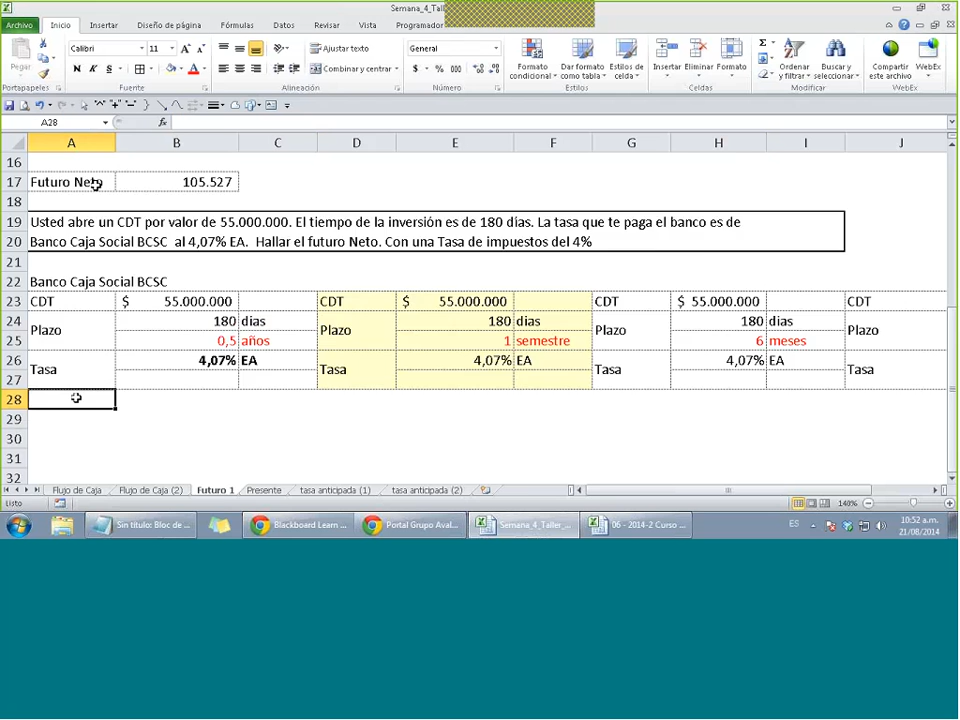 Semana_4_Tall
Archivo Inicio Insertar Diseño de página Fórmulas Datos Revisar Vista Programador
Calibri 11 Ajustar texto General
Pegar N K S Combinar y centrar $ % 000 Formato condicional Dar formato como tabla Estilos de celda Insertar Eliminar Formato Σ Ordenar y filtrar Buscar y seleccionar Compartir este archivo WebEx
Portapapeles Fuente Alineación Número Estilos Celdas Modificar WebEx
A28 fx
A B C D E F G H I J
16
17 Futuro Neto 105.527
18
19 Usted abre un CDT por valor de 55.000.000. El tiempo de la inversión es de 180 días. La tasa que te paga el banco es de
20 Banco Caja Social BCSC al 4,07% EA. Hallar el futuro Neto. Con una Tasa de impuestos del 4%
21
22 Banco Caja Social BCSC
23 CDT $ 55.000.000 CDT $ 55.000.000 CDT $ 55.000.000 CDT
24 Plazo 180 dias Plazo 180 dias Plazo 180 dias Plazo
25 0,5 años 1 semestre 6 meses
26 Tasa 4,07% EA Tasa 4,07% EA Tasa 4,07% EA Tasa
27
28
29
30
31
32
Flujo de Caja Flujo de Caja (2) Futuro 1 Presente tasa anticipada (1) tasa anticipada (2)
Listo 140%
Sin título: Bloc de ... Blackboard Learn ... Portal Grupo Aval... Semana_4_Taller_... 06 - 2014-2 Curso ... ES 10:52 a.m.
21/08/2014